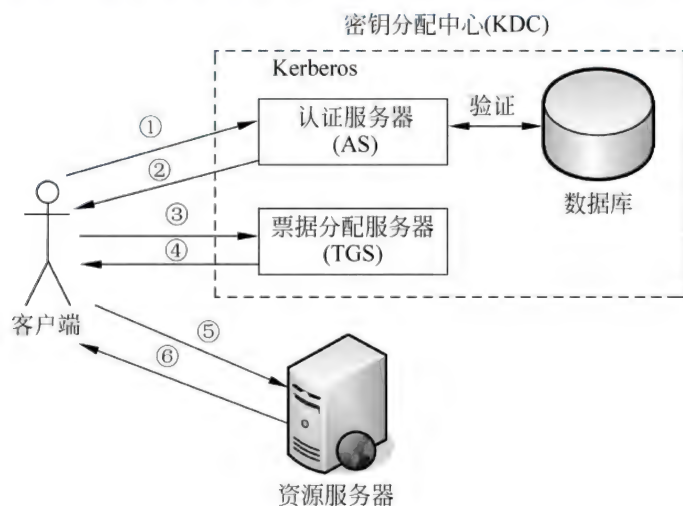 密钥分配中心(KDC)
Kerberos
认证服务器
(AS)
验证
数据库
①
②
③
票据分配服务器
(TGS)
④
客户端
⑤
⑥
资源服务器